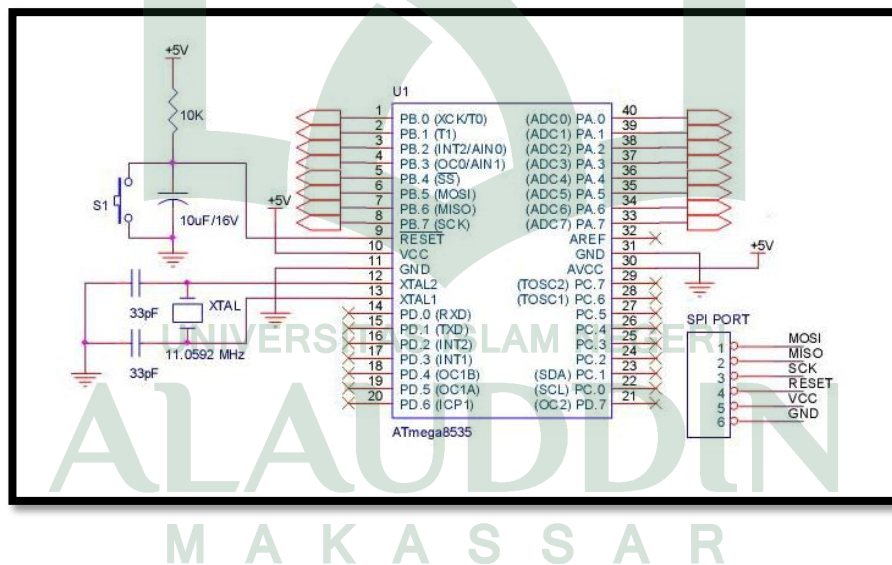 +5V
10K
S1
10uF/16V
+5V
33pF
XTAL
11.0592 MHz
33pF
U1
1 PB.0 (XCK/T0) (ADC0) PA.0 40
2 PB.1 (T1) (ADC1) PA.1 39
3 PB.2 (INT2/AIN0) (ADC2) PA.2 38
4 PB.3 (OC0/AIN1) (ADC3) PA.3 37
5 PB.4 (SS) (ADC4) PA.4 36
6 PB.5 (MOSI) (ADC5) PA.5 35
7 PB.6 (MISO) (ADC6) PA.6 34
8 PB.7 (SCK) (ADC7) PA.7 33
9 RESET AREF 32
10 VCC GND 31
11 GND AVCC 30
12 XTAL2 (TOSC2) PC.7 29
13 XTAL1 (TOSC1) PC.6 28
14 PD.0 (RXD) PC.5 27
15 PD.1 (TXD) PC.4 26
16 PD.2 (INT2) PC.3 25
17 PD.3 (INT1) PC.2 24
18 PD.4 (OC1B) (SDA) PC.1 23
19 PD.5 (OC1A) (SCL) PC.0 22
20 PD.6 (ICP1) (OC2) PD.7 21
ATmega8535
+5V
SPI PORT
1 MOSI
2 MISO
3 SCK
4 RESET
5 VCC
6 GND
UNIVERSITAS ISLAM NEGERI
ALAUDDIN
MAKASSAR